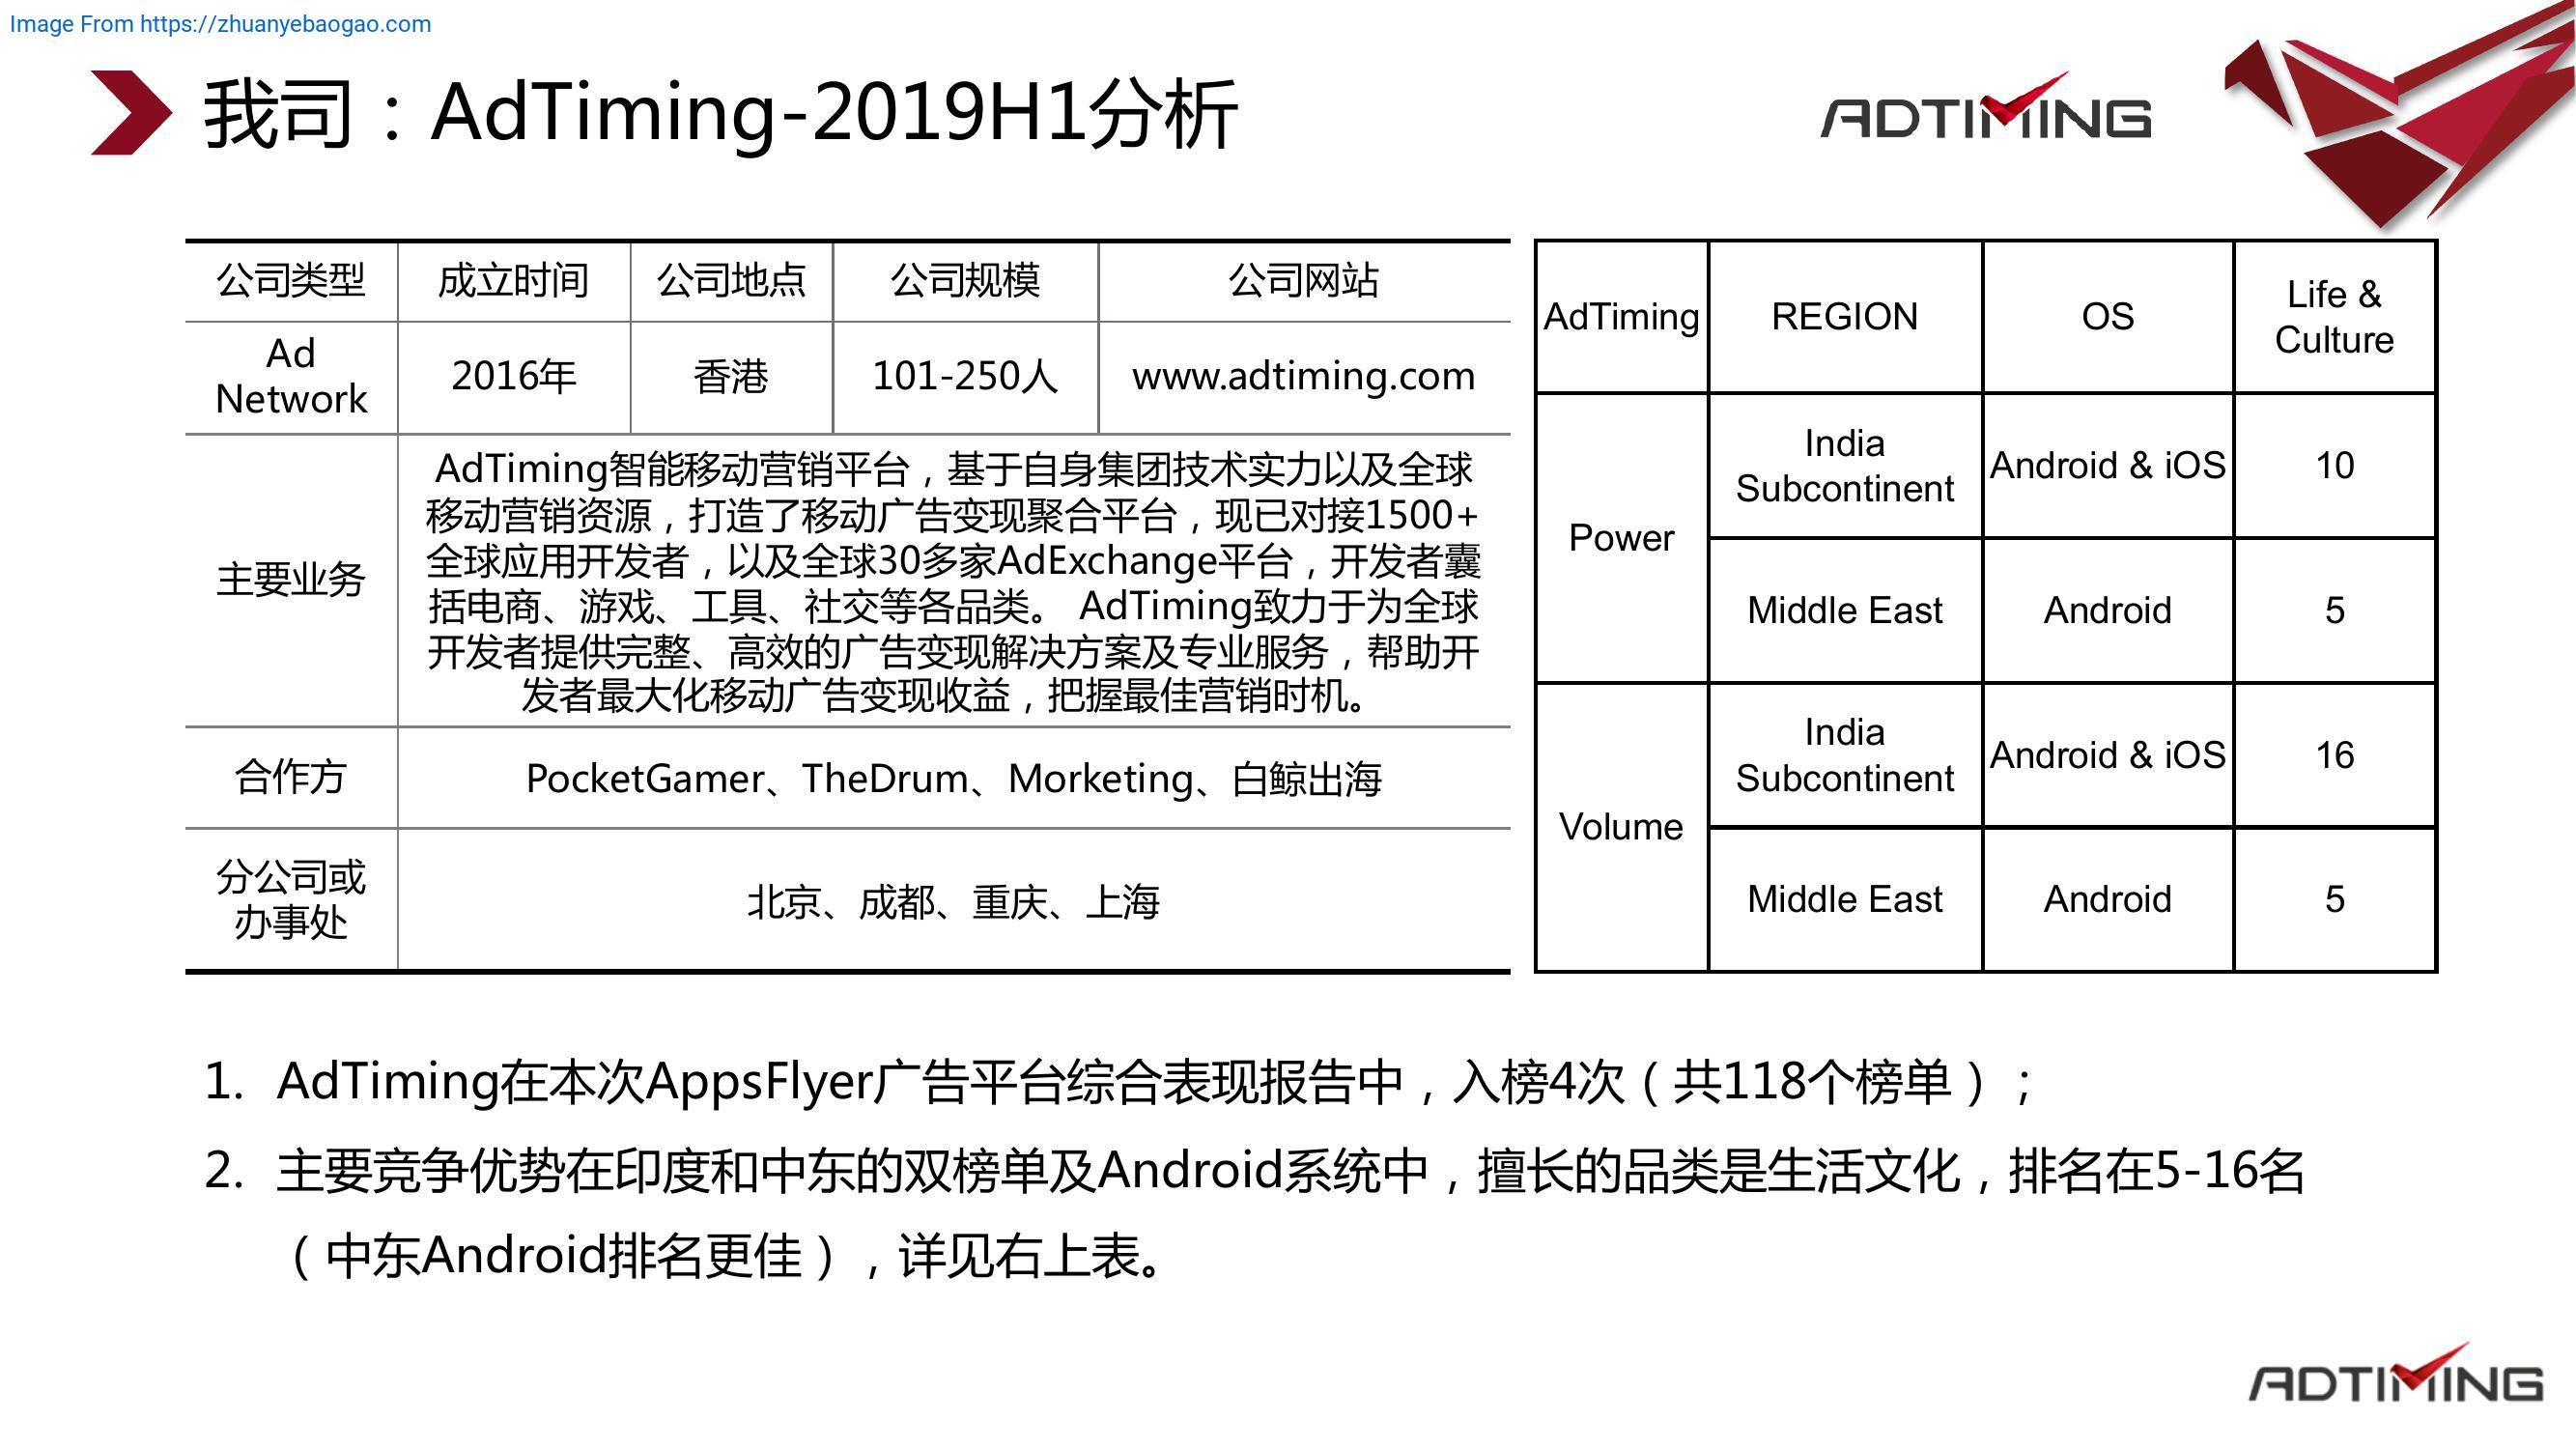 Image From https://zhuanyebaogao.com
我司：AdTiming-2019H1分析
ADTIMING
公司类型 成立时间 公司地点 公司规模 公司网站
Ad
Network
2016年 香港 101-250人 www.adtiming.com
主要业务
AdTiming智能移动营销平台，基于自身集团技术实力以及全球
移动营销资源，打造了移动广告变现聚合平台，现已对接1500+
全球应用开发者，以及全球30多家AdExchange平台，开发者囊
括电商、游戏、工具、社交等各品类。 AdTiming致力于为全球
开发者提供完整、高效的广告变现解决方案及专业服务，帮助开
发者最大化移动广告变现收益，把握最佳营销时机。
合作方 PocketGamer、TheDrum、Morketing、白鲸出海
分公司或
办事处
北京、成都、重庆、上海
AdTiming REGION OS Life &
Culture
Power
India
Subcontinent
Android & iOS 10
Middle East Android 5
Volume
India
Subcontinent
Android & iOS 16
Middle East Android 5
1. AdTiming在本次AppsFlyer广告平台综合表现报告中，入榜4次（共118个榜单）；
2. 主要竞争优势在印度和中东的双榜单及Android系统中，擅长的品类是生活文化，排名在5-16名
（中东Android排名更佳），详见右上表。
ADTIMING